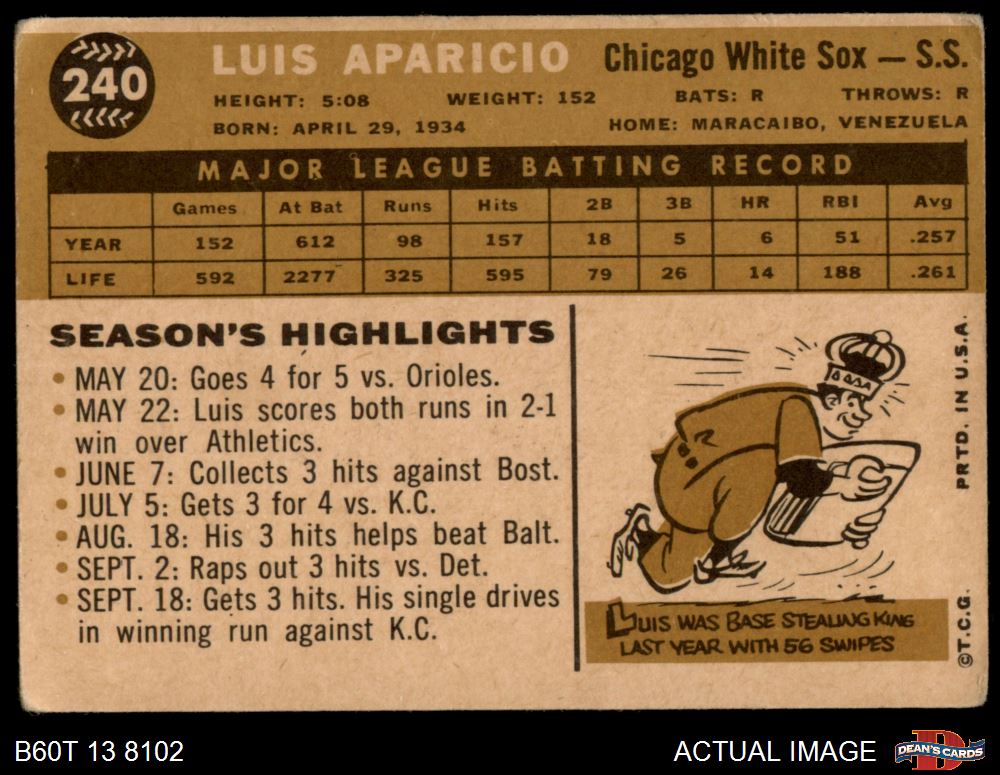 240
LUIS APARICIO
Chicago White Sox — S.S.
HEIGHT: 5:08 WEIGHT: 152 BATS: R THROWS: R
BORN: APRIL 29, 1934 HOME: MARACAIBO, VENEZUELA
MAJOR LEAGUE BATTING RECORD
Games At Bat Runs Hits 2B 3B HR RBI Avg
YEAR 152 612 98 157 18 5 6 51 .257
LIFE 592 2277 325 595 79 26 14 188 .261
SEASON'S HIGHLIGHTS
• MAY 20: Goes 4 for 5 vs. Orioles.
• MAY 22: Luis scores both runs in 2-1
win over Athletics.
• JUNE 7: Collects 3 hits against Bost.
• JULY 5: Gets 3 for 4 vs. K.C.
• AUG. 18: His 3 hits helps beat Balt.
• SEPT. 2: Raps out 3 hits vs. Det.
• SEPT. 18: Gets 3 hits. His single drives
in winning run against K.C.
LUIS WAS BASE STEALING KING
LAST YEAR WITH 56 SWIPES
©T.C.G. PRTD. IN U.S.A.
B60T 13 8102
ACTUAL IMAGE
DEAN'S CARDS